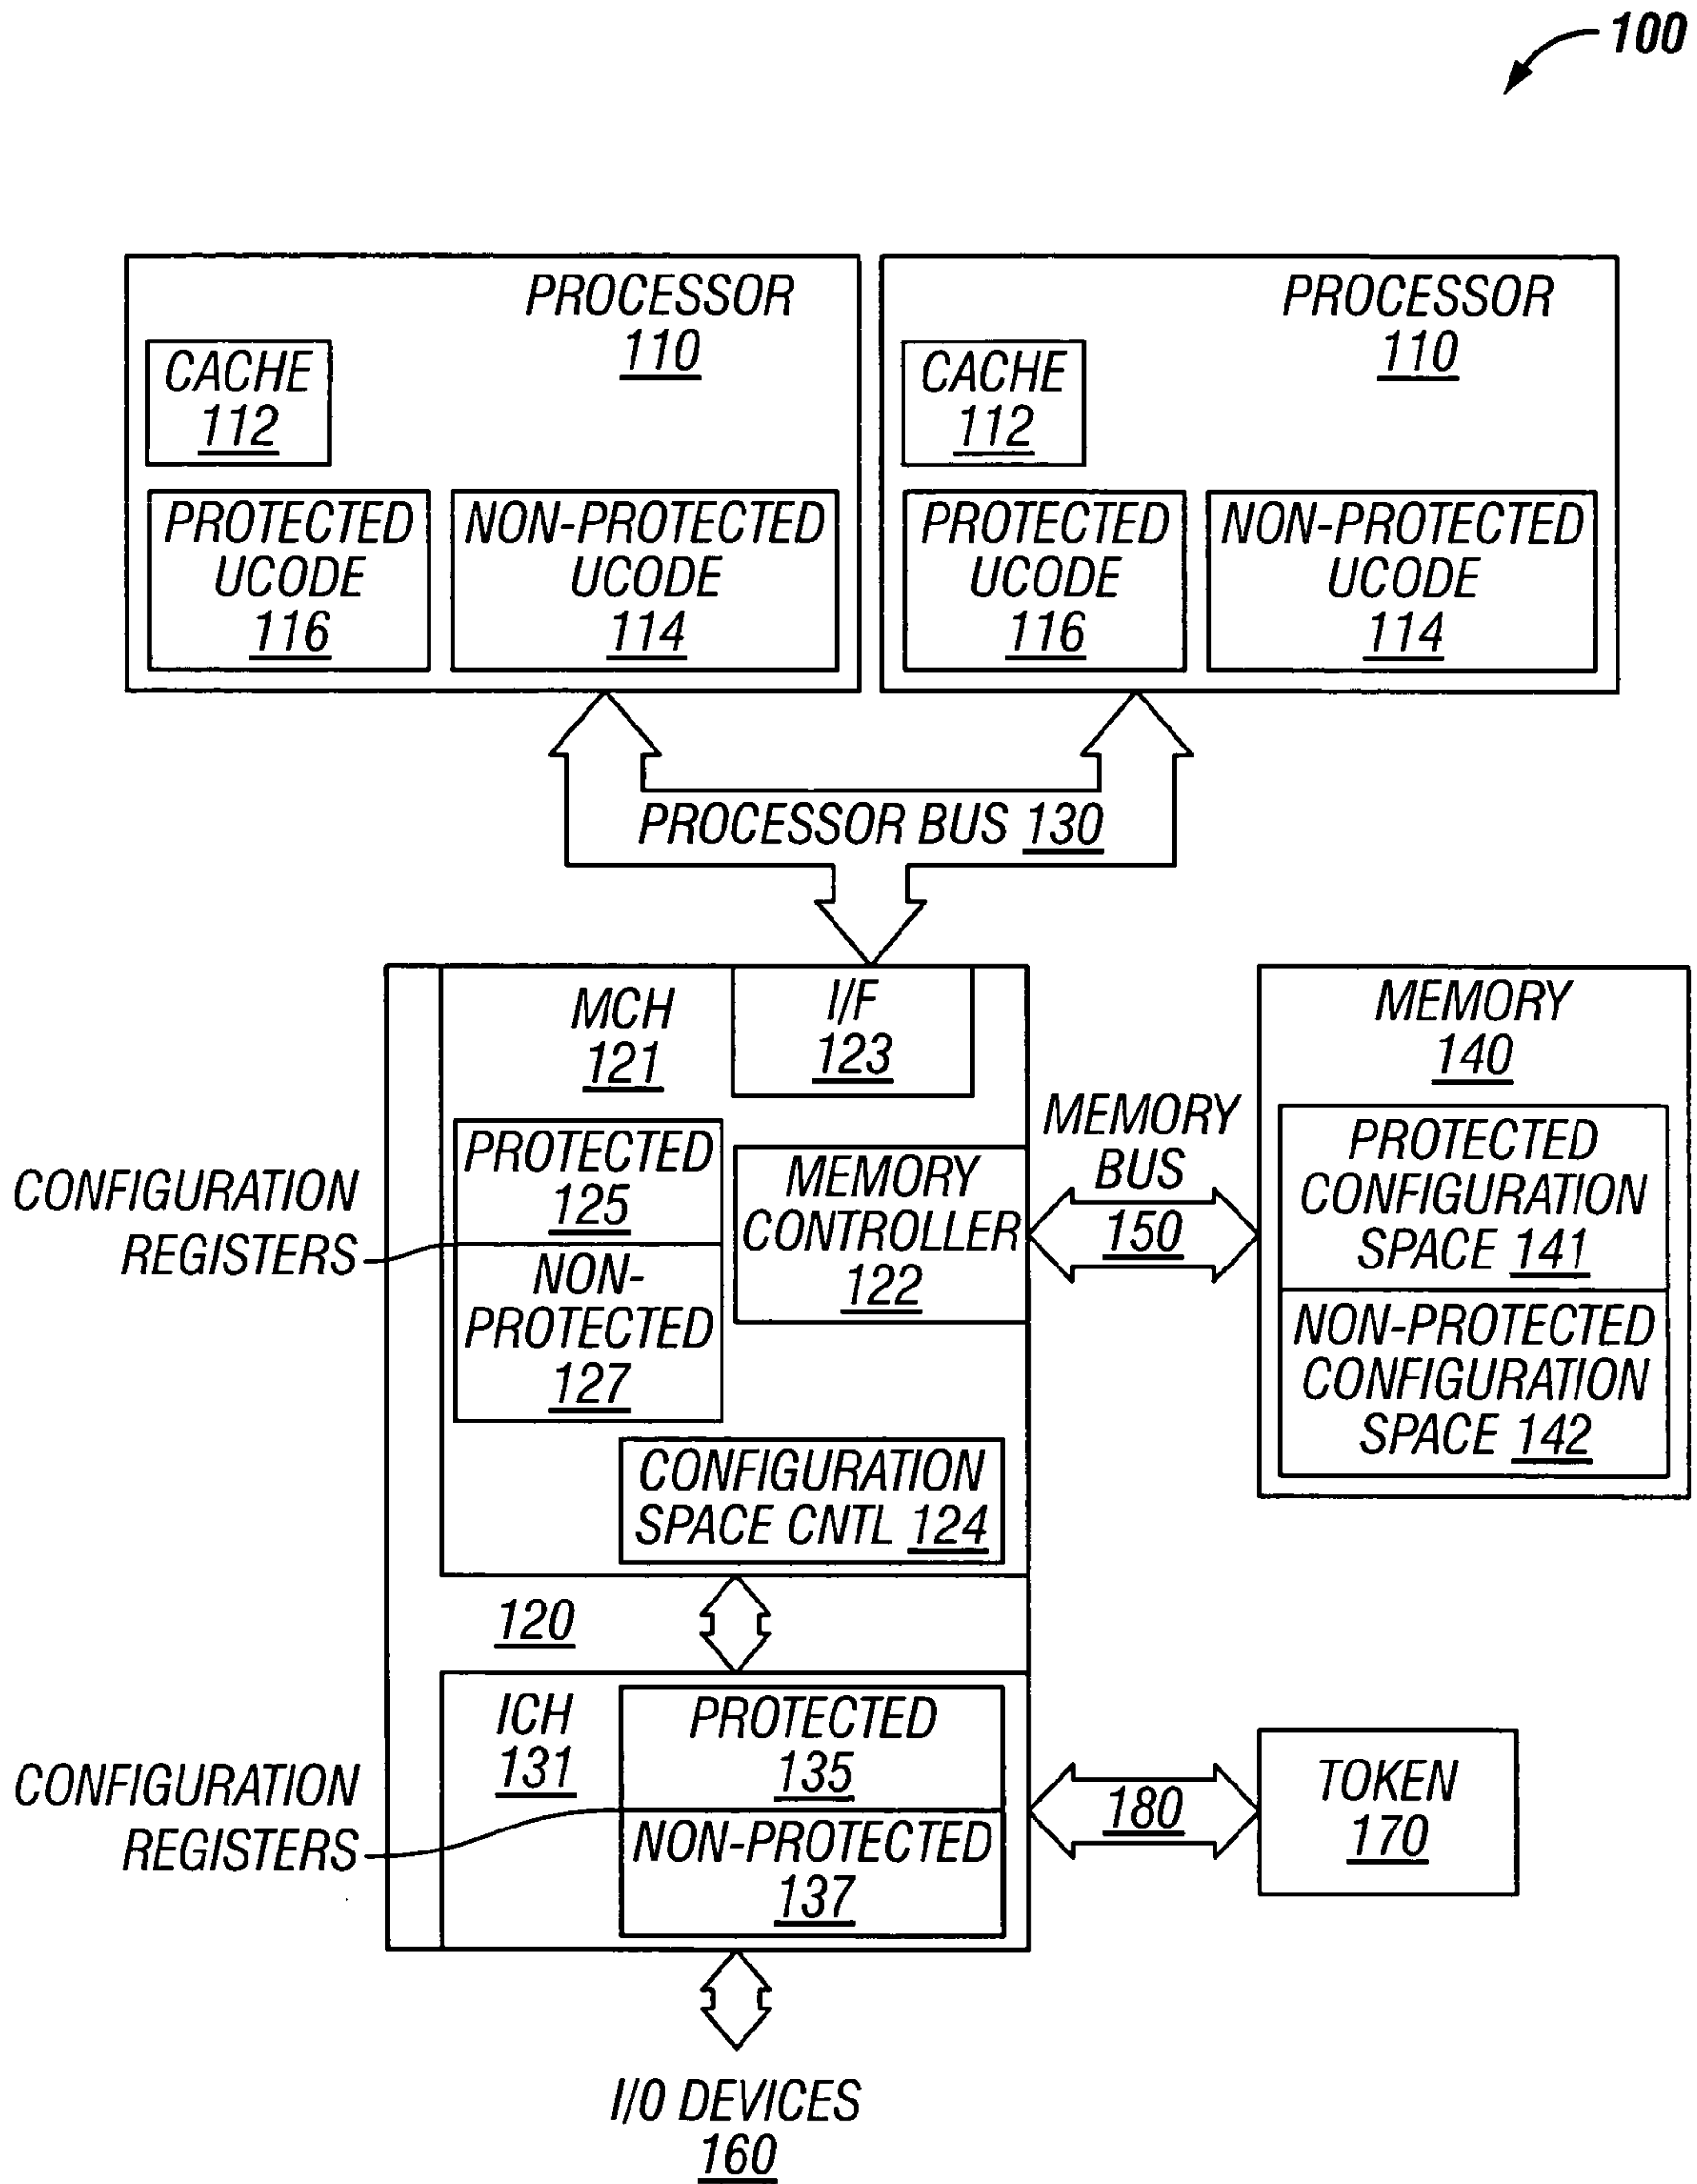 100
PROCESSOR
110
CACHE
112
PROTECTED
UCODE
116
NON-PROTECTED
UCODE
114
PROCESSOR
110
CACHE
112
PROTECTED
UCODE
116
NON-PROTECTED
UCODE
114
PROCESSOR BUS 130
MCH
121
I/F
123
CONFIGURATION
REGISTERS
PROTECTED
125
NON-
PROTECTED
127
MEMORY
CONTROLLER
122
CONFIGURATION
SPACE CNTL 124
MEMORY
BUS
150
MEMORY
140
PROTECTED
CONFIGURATION
SPACE 141
NON-PROTECTED
CONFIGURATION
SPACE 142
120
ICH
131
CONFIGURATION
REGISTERS
PROTECTED
135
NON-PROTECTED
137
180
TOKEN
170
I/O DEVICES
160